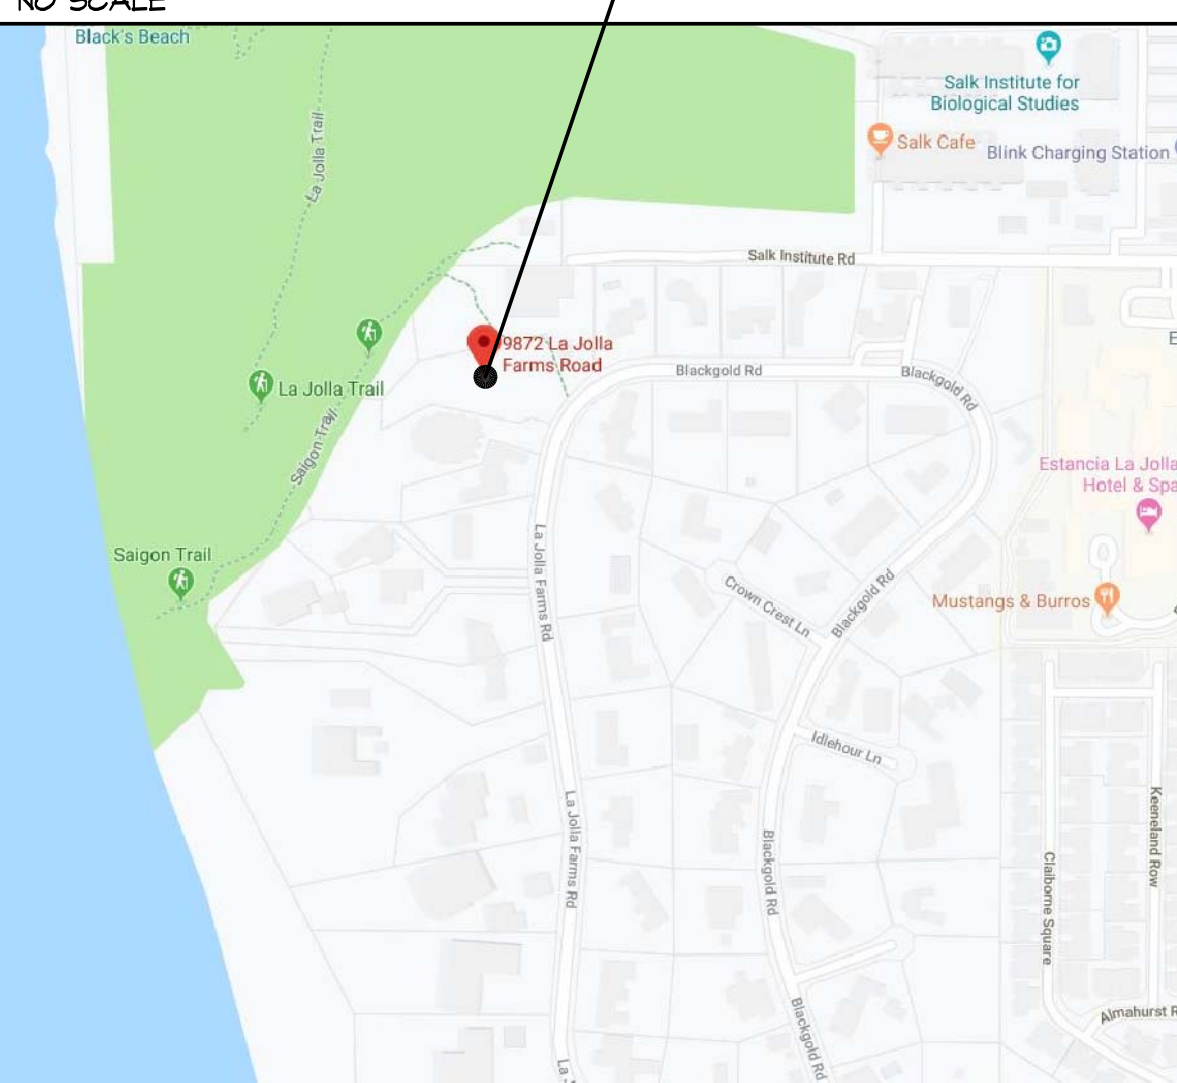 NO SCALE
Black's Beach
Salk Institute for
Biological Studies
Salk Cafe
Blink Charging Station
La Jolla Trail
Salk Institute Rd
9872 La Jolla
Farms Road
Blackgold Rd
Blackgold Rd
La Jolla Trail
Saigon Trail
Estancia La Jolla
Hotel & Spa
Saigon Trail
La Jolla Farms Rd
Crown Crest Ln
Blackgold Rd
Mustangs & Burros
Idlehour Ln
La Jolla Farms Rd
Blackgold Rd
Keeneland Row
Claiborne Square
Blackgold Rd
Almahurst R
La